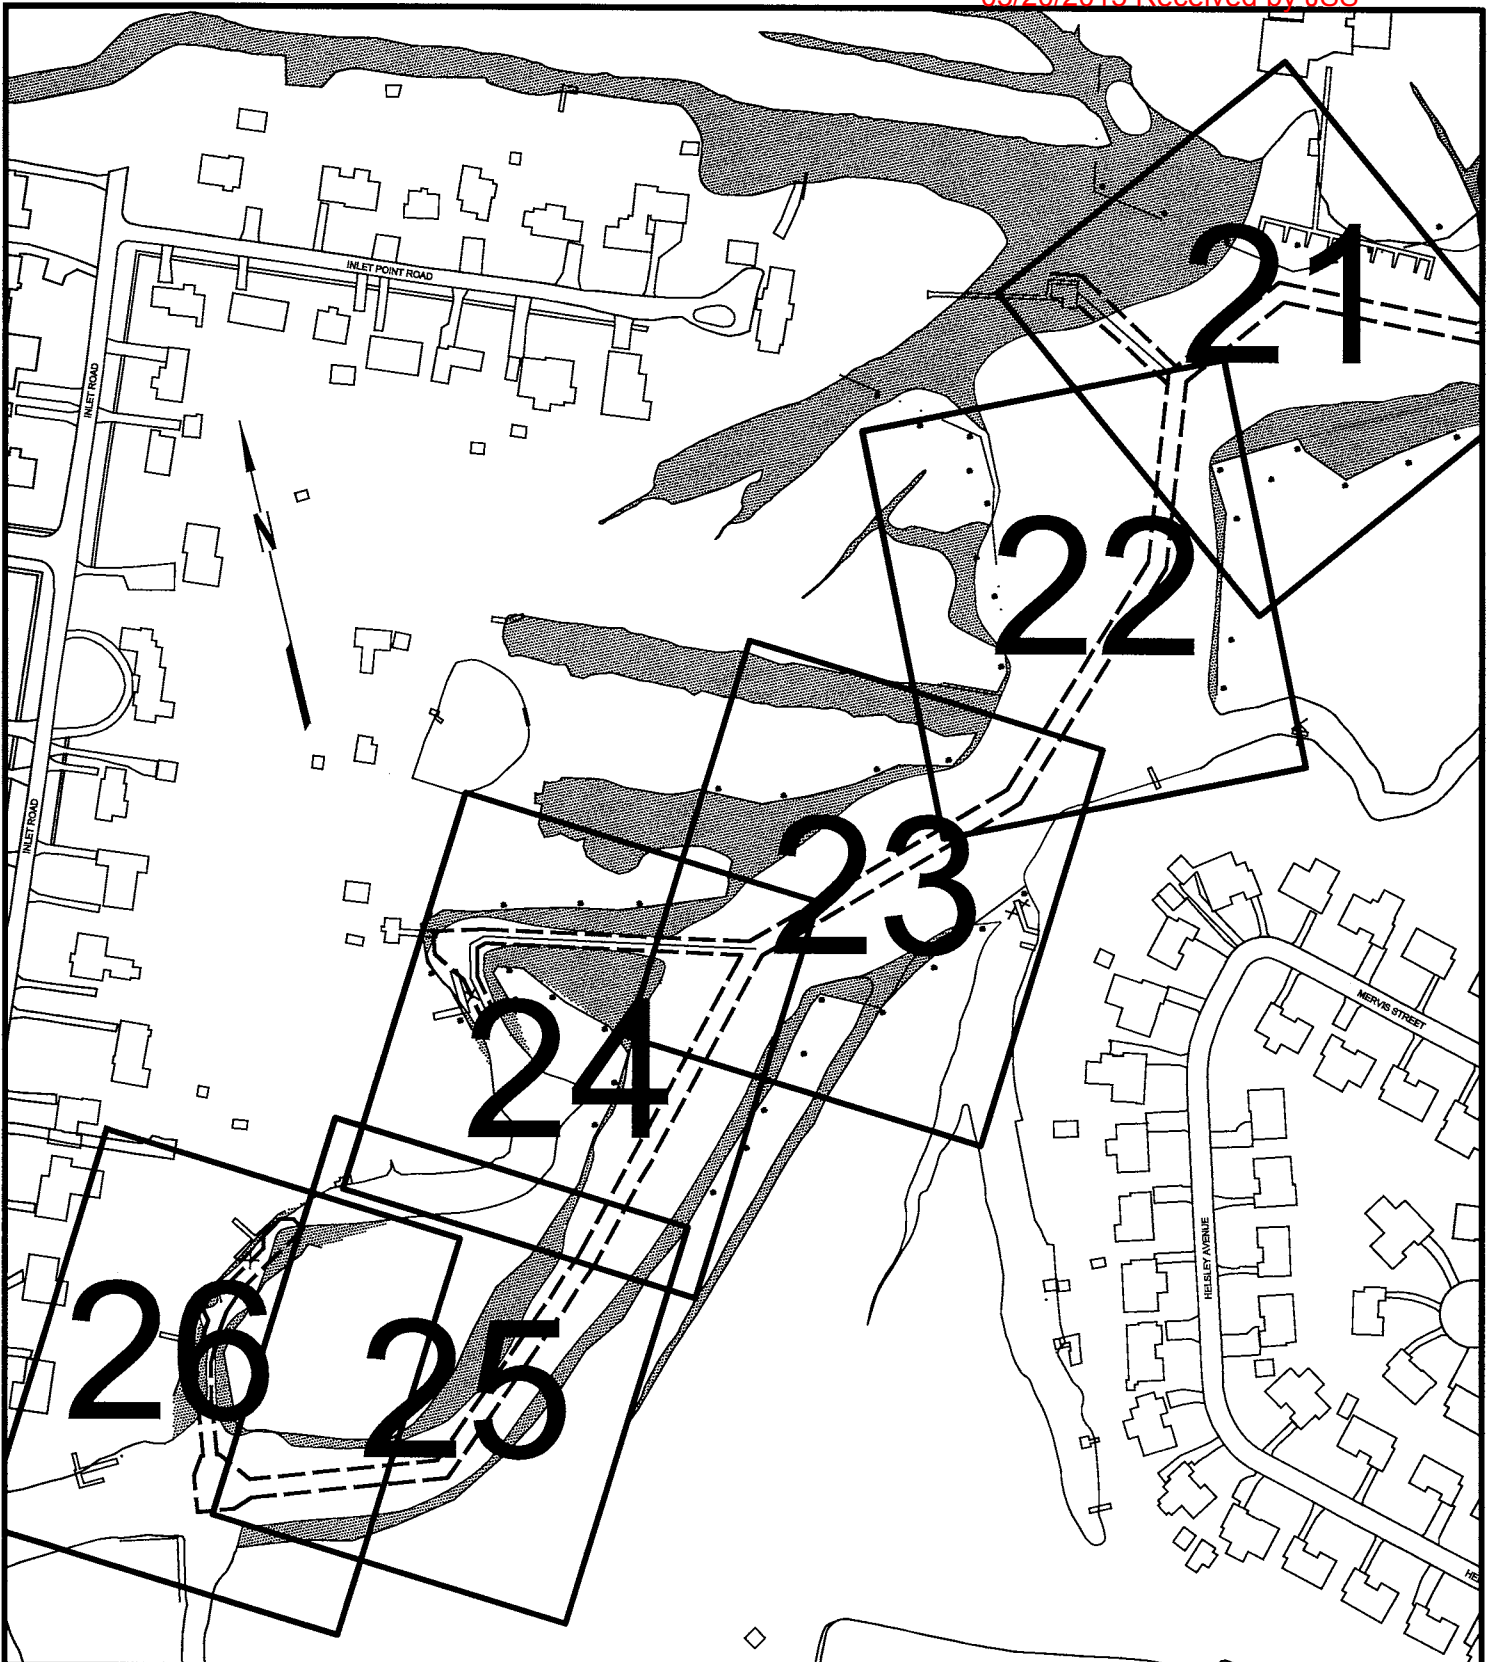 21
INLET POINT ROAD
INLET ROAD
N
22
INLET ROAD
23
MERVIS STREET
24
HELSLEY AVENUE
26
25